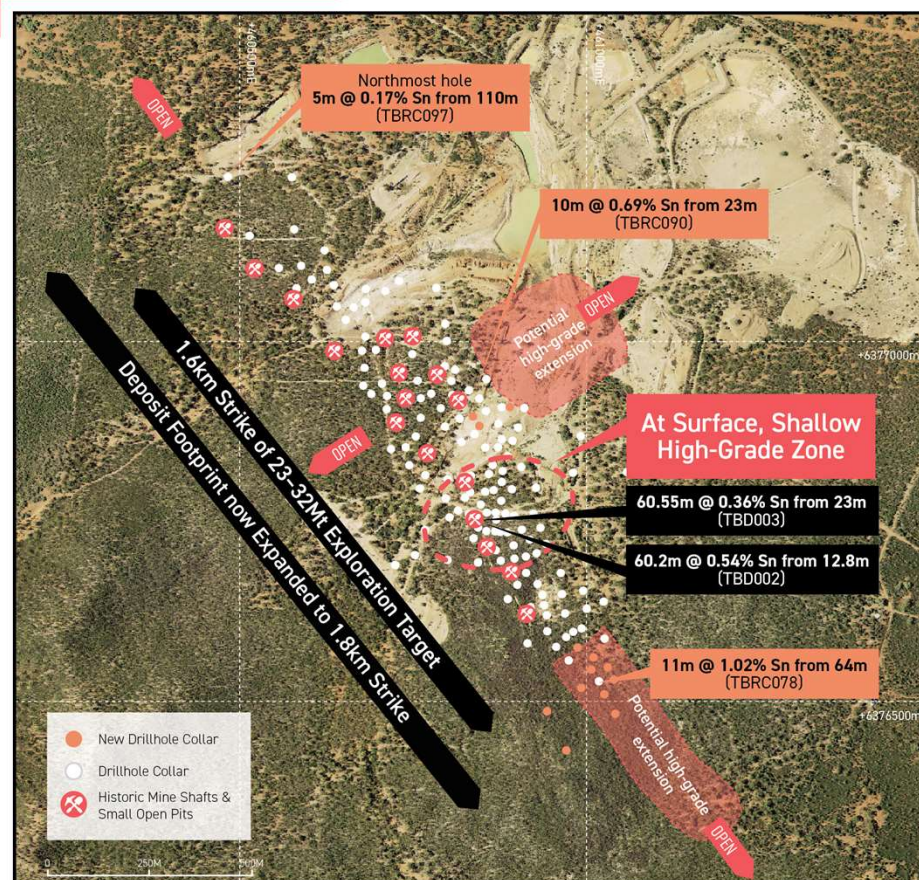 OPEN
Northmost hole
5m @ 0.17% Sn from 110m
(TBRC097)
10m @ 0.69% Sn from 23m
(TBRC090)
Potential
high-grade
extension
OPEN
+6377000m
1.6km Strike of 23–32Mt Exploration Target
Deposit Footprint now Expanded to 1.8km Strike
OPEN
At Surface, Shallow
High-Grade Zone
60.55m @ 0.36% Sn from 23m
(TBD003)
60.2m @ 0.54% Sn from 12.8m
(TBD002)
11m @ 1.02% Sn from 64m
(TBRC078)
+6376500m
Potential high-grade
extension
OPEN
New Drillhole Collar
Drillhole Collar
Historic Mine Shafts &
Small Open Pits
0 250M 500M